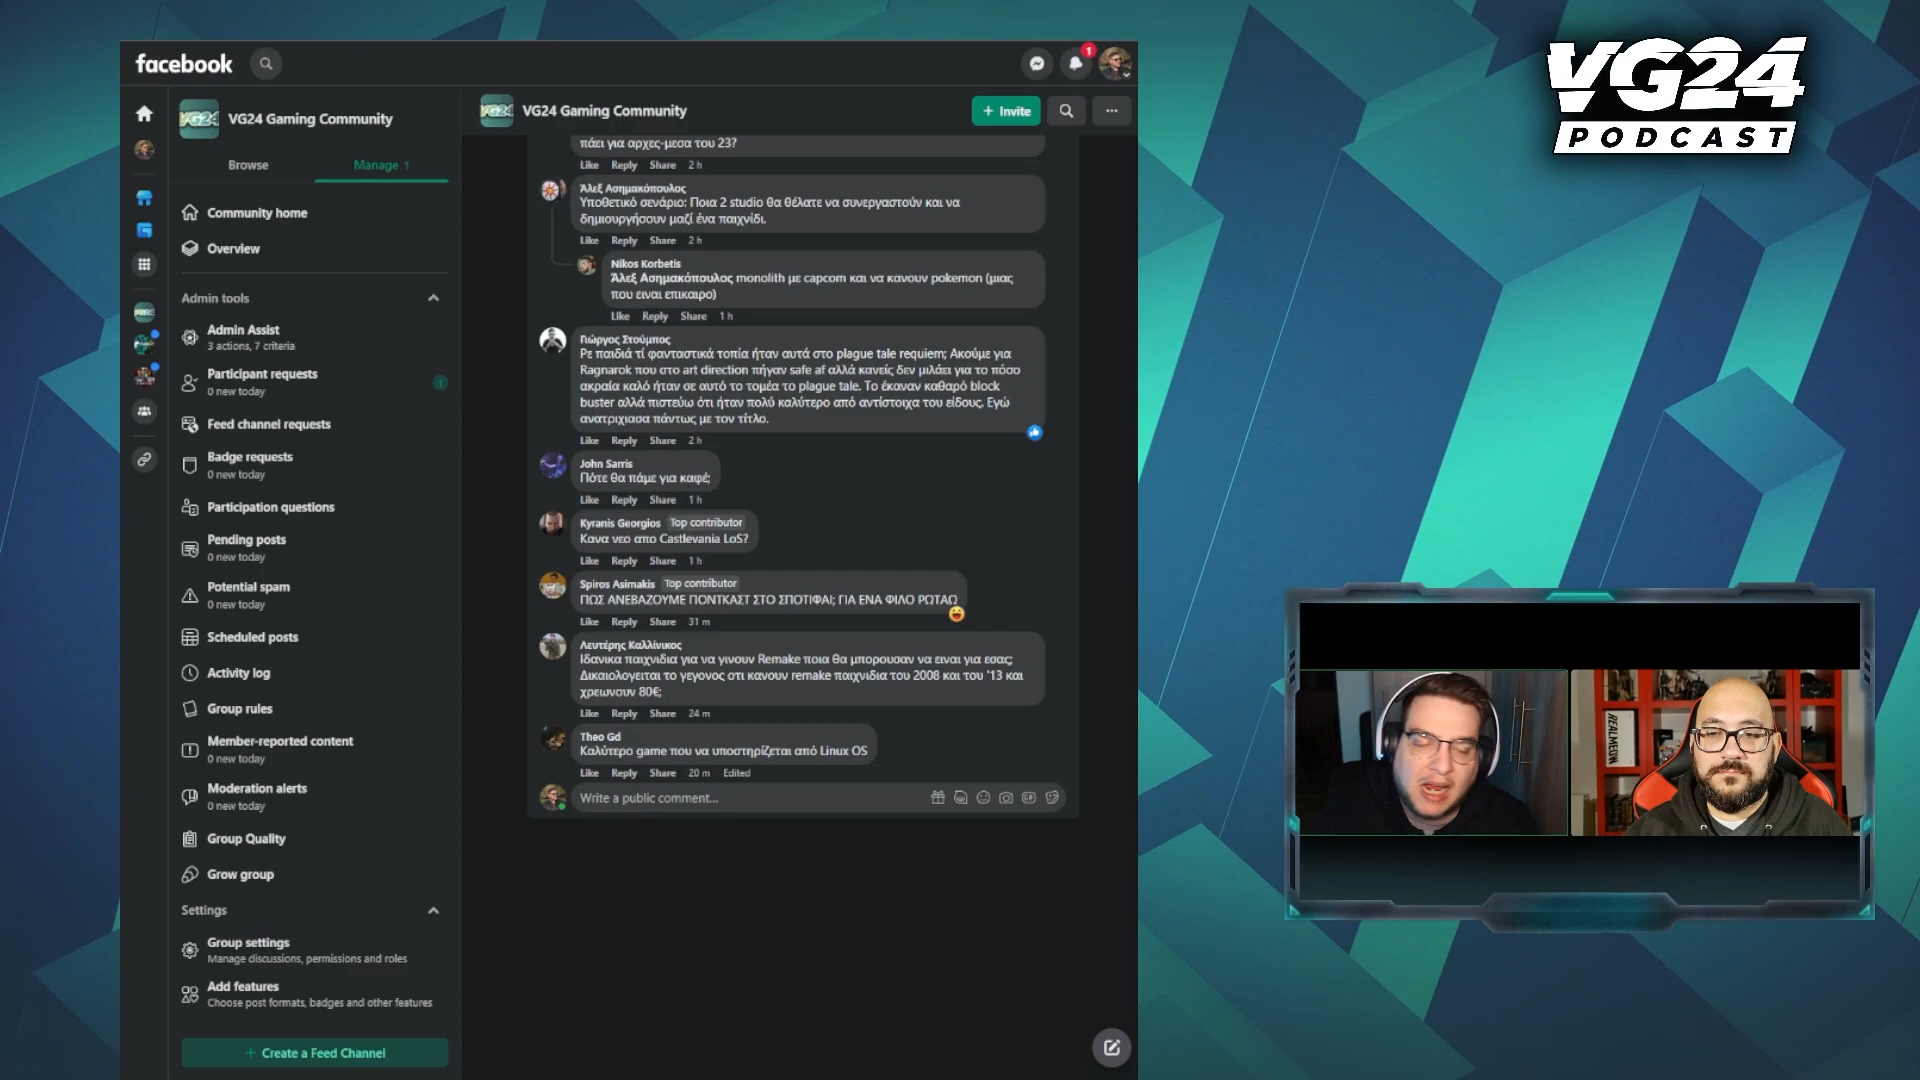 facebook
1
VG24
PODCAST
VG24 Gaming Community
Browse
Manage 1
Community home
Overview
Admin tools
Admin Assist
3 actions, 7 criteria
Participant requests
0 new today
1
Feed channel requests
Badge requests
0 new today
Participation questions
Pending posts
0 new today
Potential spam
0 new today
Scheduled posts
Activity log
Group rules
Member-reported content
0 new today
Moderation alerts
0 new today
Group Quality
Grow group
Settings
Group settings
Manage discussions, permissions and roles
Add features
Choose post formats, badges and other features
+ Create a Feed Channel
VG24 Gaming Community
+ Invite
πάει για αρχες-μεσα του 23?
Like Reply Share 2 h
Άλεξ Ασημακόπουλος
Υποθετικό σενάριο: Ποια 2 studio θα θέλατε να συνεργαστούν και να
δημιουργήσουν μαζί ένα παιχνίδι.
Like Reply Share 2 h
Nikos Korbetis
Άλεξ Ασημακόπουλος monolith με capcom και να κανουν pokemon (μιας
που ειναι επικαιρο)
Like Reply Share 1 h
Γιώργος Στούμπος
Ρε παιδιά τί φανταστικά τοπία ήταν αυτά στο plague tale requiem; Ακούμε για
Ragnarok που στο art direction πήγαν safe af αλλά κανείς δεν μιλάει για το πόσο
ακραία καλό ήταν σε αυτό το τομέα το plague tale. Το έκαναν καθαρό block
buster αλλά πιστεύω ότι ήταν πολύ καλύτερο από αντίστοιχα του είδους. Εγώ
ανατριχιασα πάντως με τον τίτλο.
Like Reply Share 2 h
John Sarris
Πότε θα πάμε για καφέ;
Like Reply Share 1 h
Kyranis Georgios Top contributor
Κανα νεο απο Castlevania LoS?
Like Reply Share 1 h
Spiros Asimakis Top contributor
ΠΩΣ ΑΝΕΒΑΖΟΥΜΕ ΠΟΝΤΚΑΣΤ ΣΤΟ ΣΠΟΤΙΦΑΙ; ΓΙΑ ΕΝΑ ΦΙΛΟ ΡΩΤΑΩ
Like Reply Share 31 m
Λευτέρης Καλλίνικος
Ιδανικα παιχνιδια για να γινουν Remake ποια θα μπορουσαν να ειναι για εσας;
Δικαιολογειται το γεγονος οτι κανουν remake παιχνιδια του 2008 και του '13 και
χρεωνουν 80€;
Like Reply Share 24 m
Theo Gd
Καλύτερο game που να υποστηρίζεται από Linux OS
Like Reply Share 20 m Edited
Write a public comment...
REALMEON